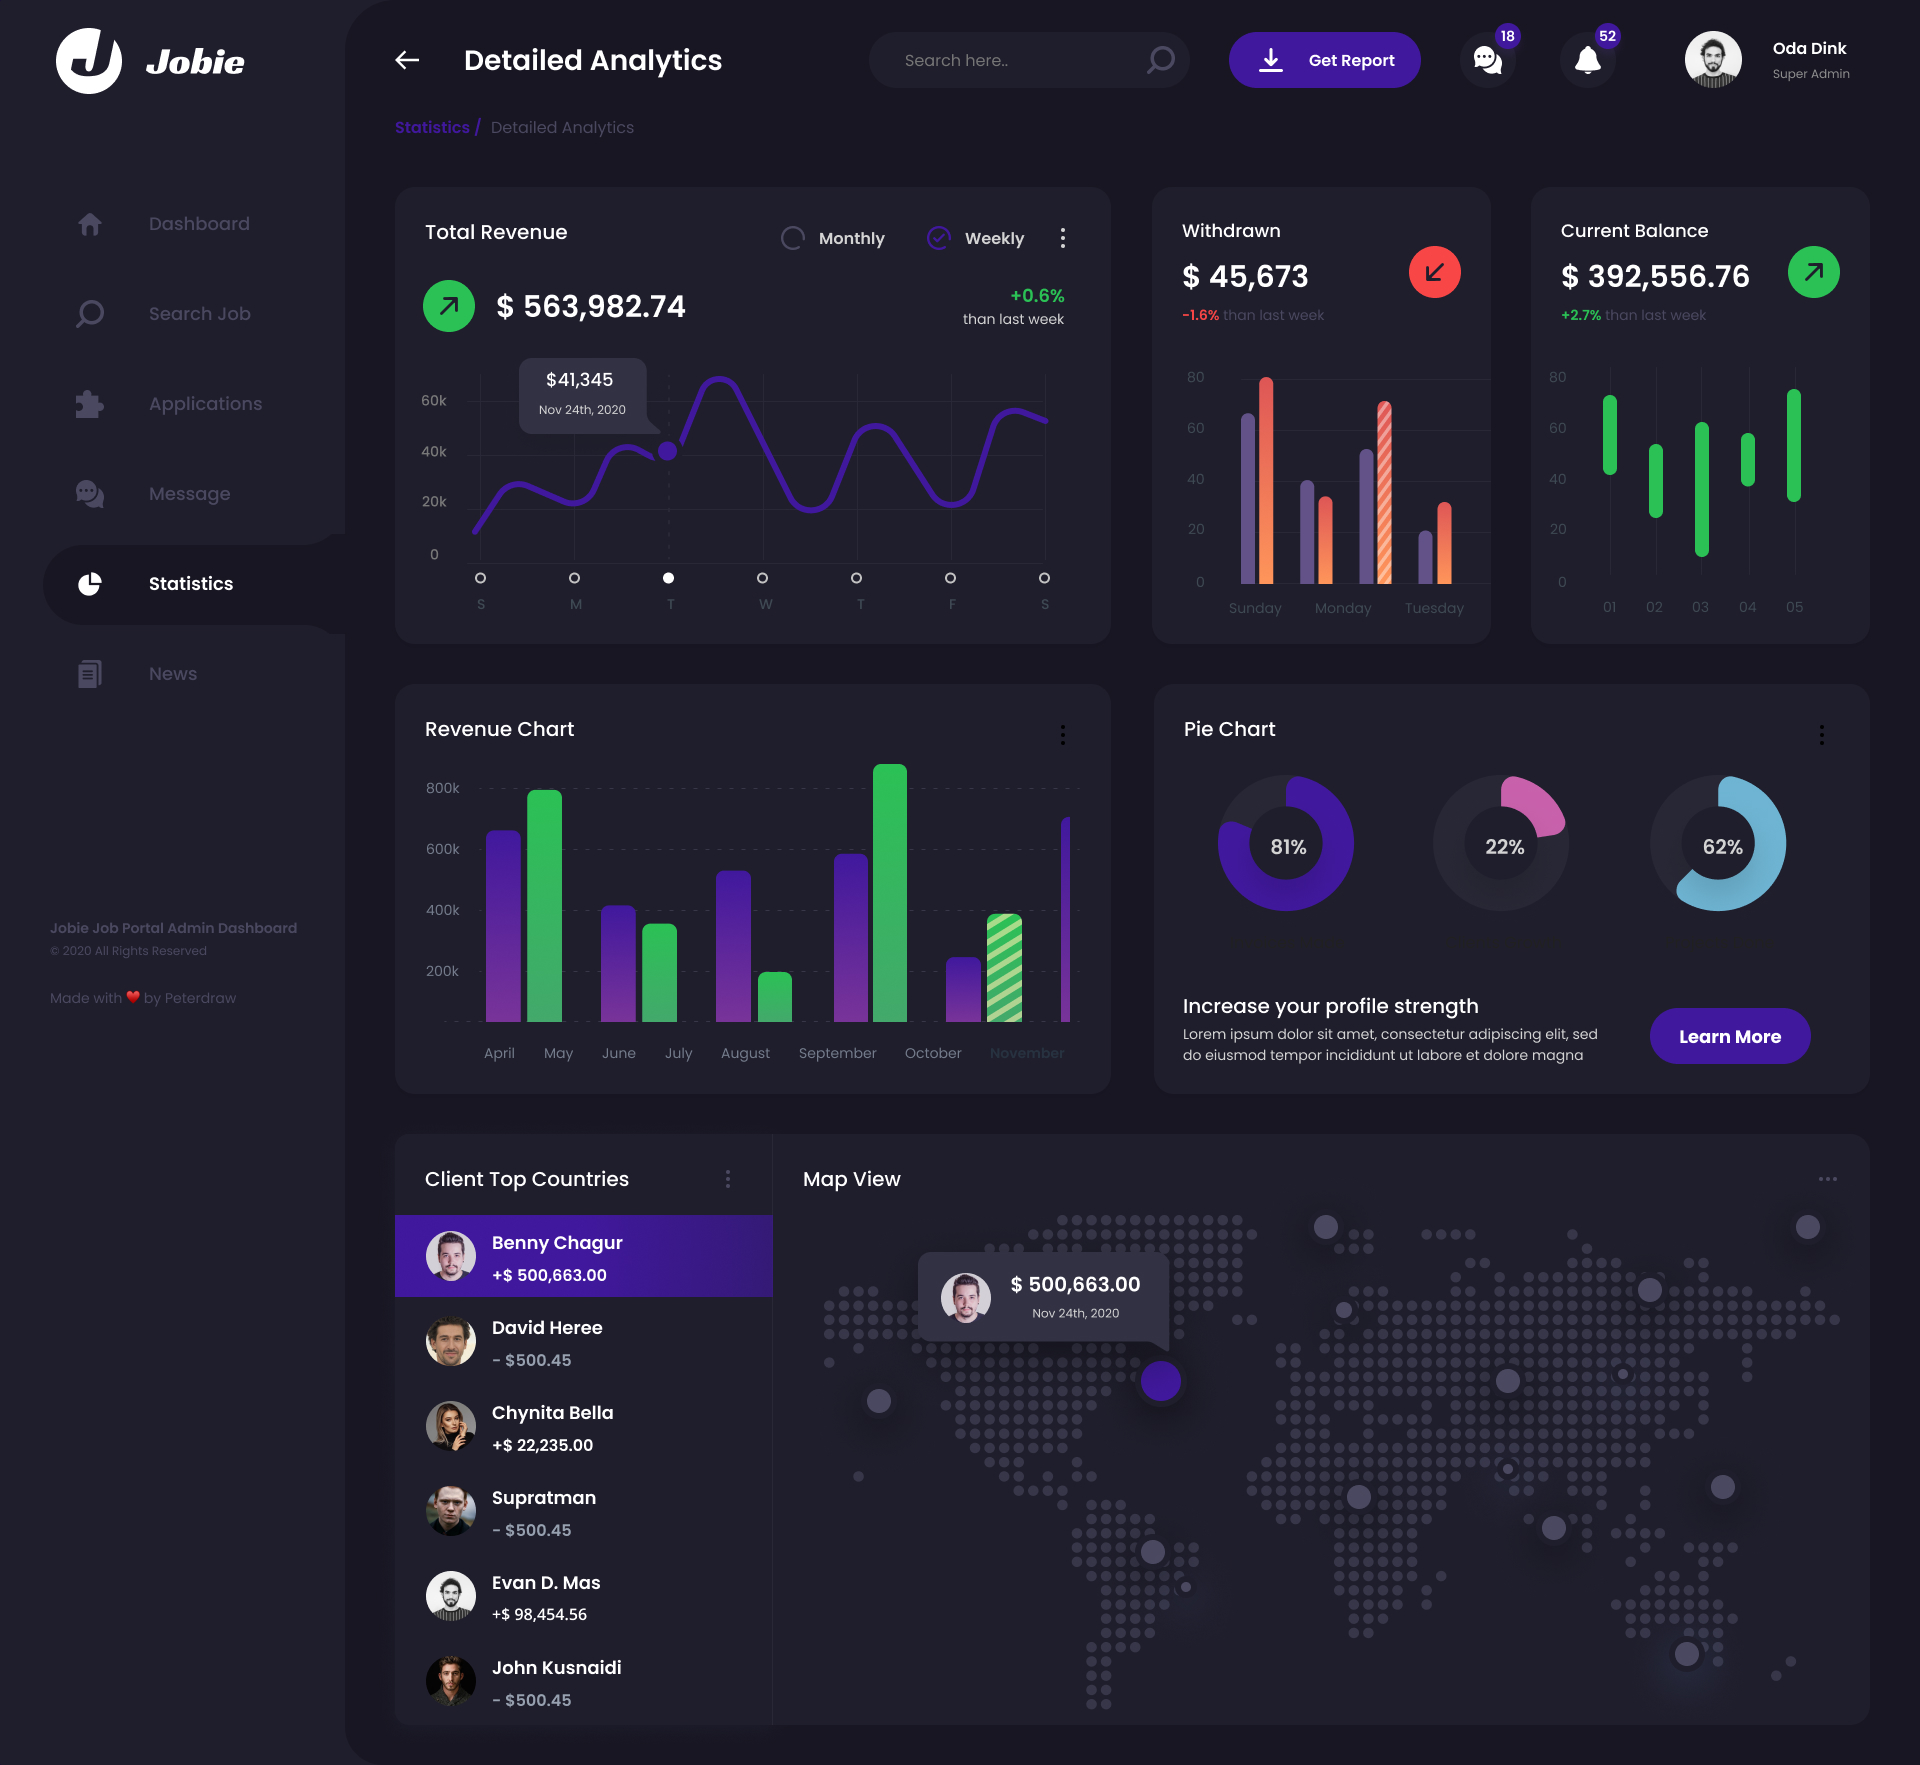 Jobie
Dashboard
Search Job
Applications
Message
Statistics
News
Jobie Job Portal Admin Dashboard
© 2020 All Rights Reserved
Made with ❤️ by Peterdraw
Detailed Analytics
Search here..
Get Report
18
52
Oda Dink
Super Admin
Statistics / Detailed Analytics
Total Revenue
Monthly
Weekly
$ 563,982.74
+0.6%
than last week
$41,345
Nov 24th, 2020
60k
40k
20k
0
S M T W T F S
Withdrawn
$ 45,673
-1.6% than last week
80
60
40
20
0
Sunday Monday Tuesday
Current Balance
$ 392,556.76
+2.7% than last week
80
60
40
20
0
01 02 03 04 05
Revenue Chart
800k
600k
400k
200k
April May June July August September October November
Pie Chart
81%
22%
62%
Increase your profile strength
Lorem ipsum dolor sit amet, consectetur adipiscing elit, sed
do eiusmod tempor incididunt ut labore et dolore magna
Learn More
Client Top Countries
Benny Chagur
+$ 500,663.00
David Heree
- $500.45
Chynita Bella
+$ 22,235.00
Supratman
- $500.45
Evan D. Mas
+$ 98,454.56
John Kusnaidi
- $500.45
Map View
$ 500,663.00
Nov 24th, 2020